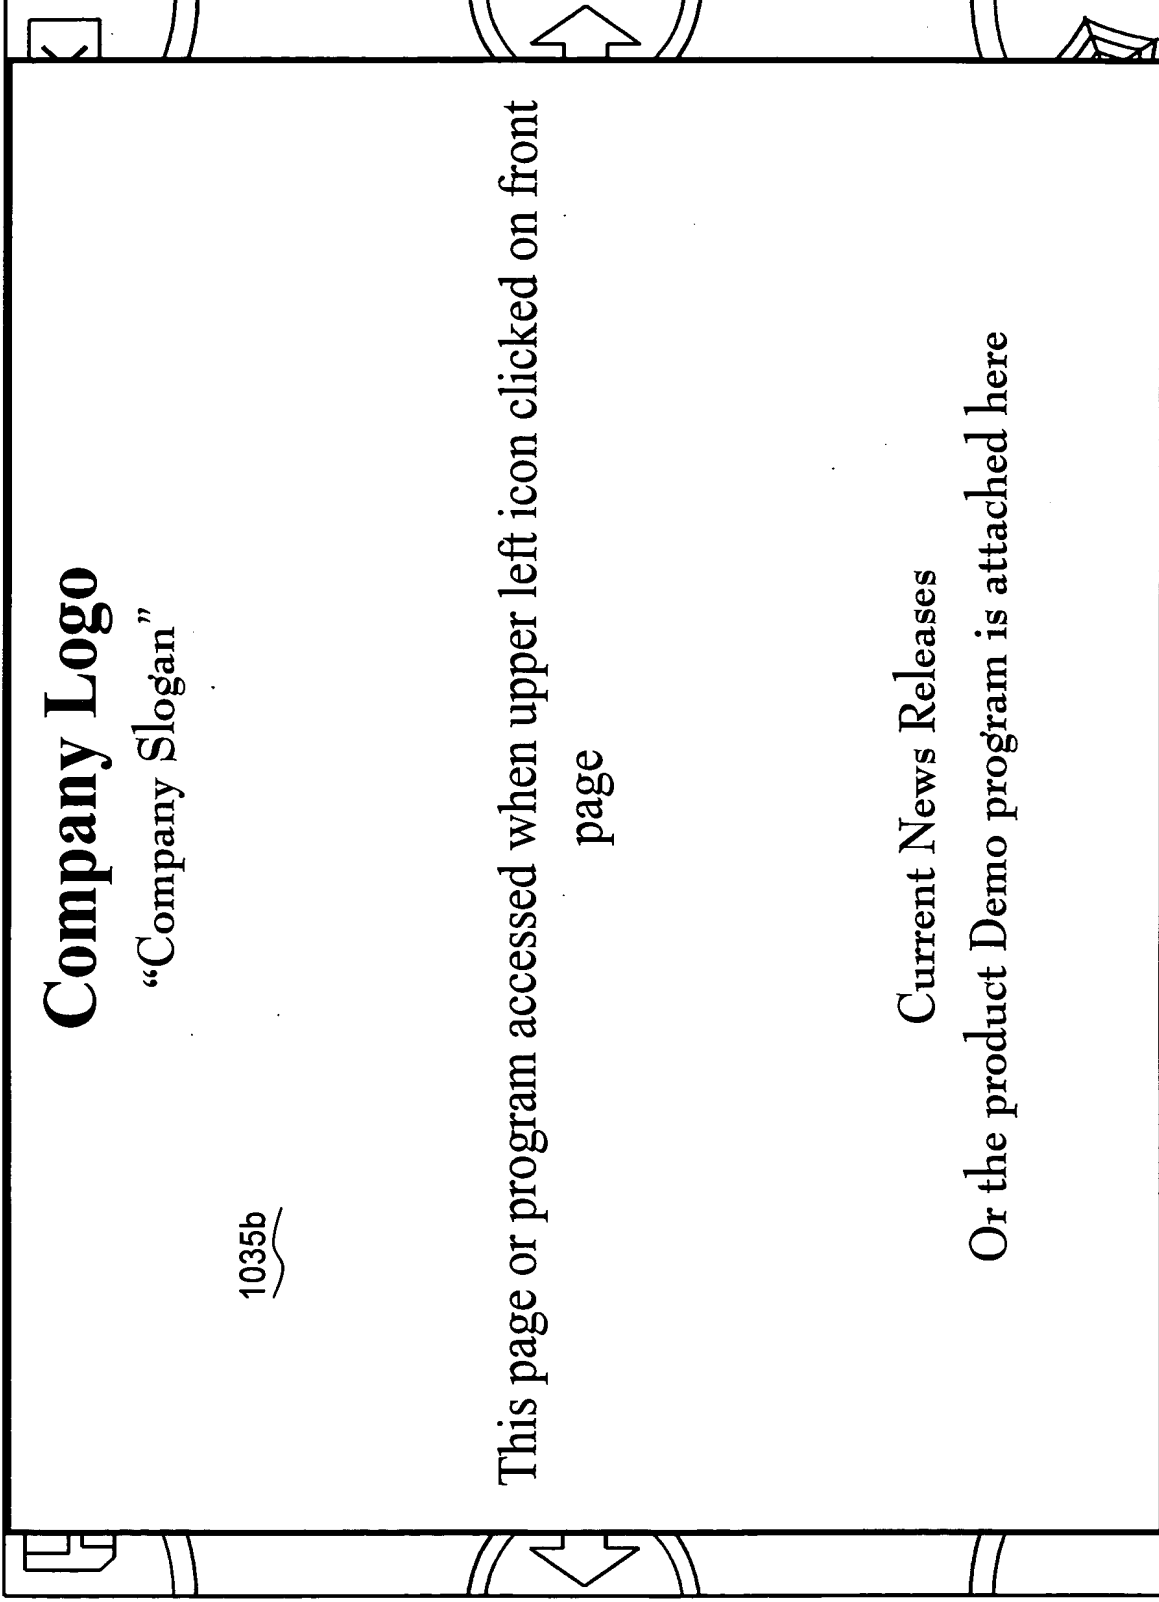 Company Logo
“Company Slogan”
1035b
This page or program accessed when upper left icon clicked on front
page
Current News Releases
Or the product Demo program is attached here